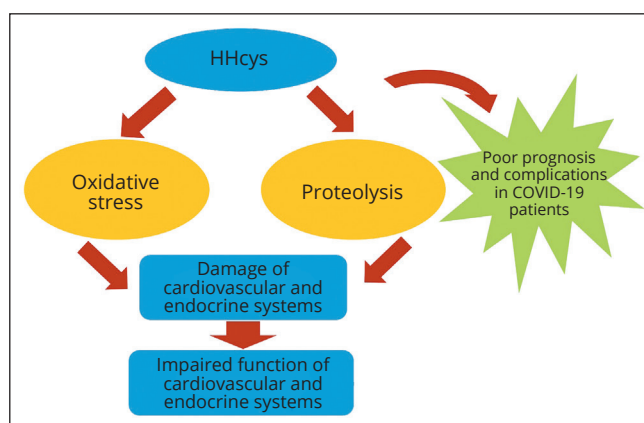 HHcys
Oxidative
stress
Proteolysis
Poor prognosis
and complications
in COVID-19
patients
Damage of
cardiovascular and
endocrine systems
Impaired function of
cardiovascular and
endocrine systems